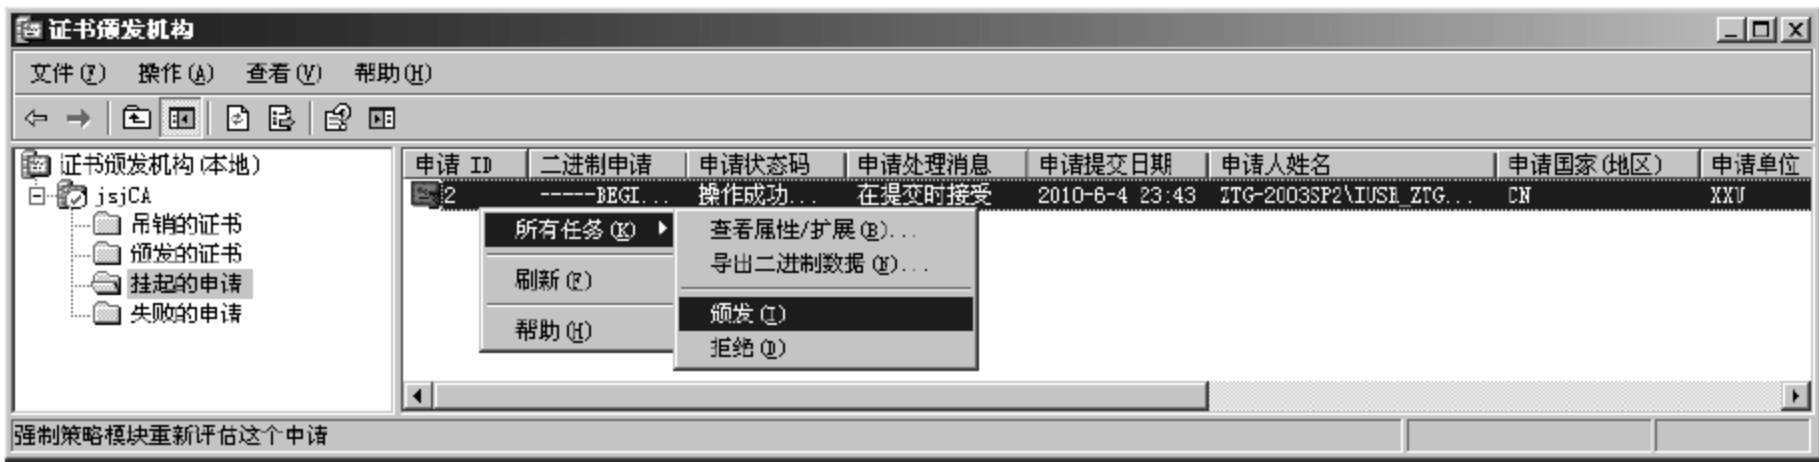 证书颁发机构
文件(F) 操作(A) 查看(V) 帮助(H)
证书颁发机构(本地)
jsjCA
吊销的证书
颁发的证书
挂起的申请
失败的申请
申请 ID 二进制申请 申请状态码 申请处理消息 申请提交日期 申请人姓名 申请国家(地区) 申请单位
2 -----BEGI... 操作成功... 在提交时接受 2010-6-4 23:43 ZTG-2003SP2\IUSR_ZTG... CN XXU
所有任务(K)
刷新(F)
帮助(H)
查看属性/扩展(R)...
导出二进制数据(N)...
颁发(I)
拒绝(D)
强制策略模块重新评估这个申请